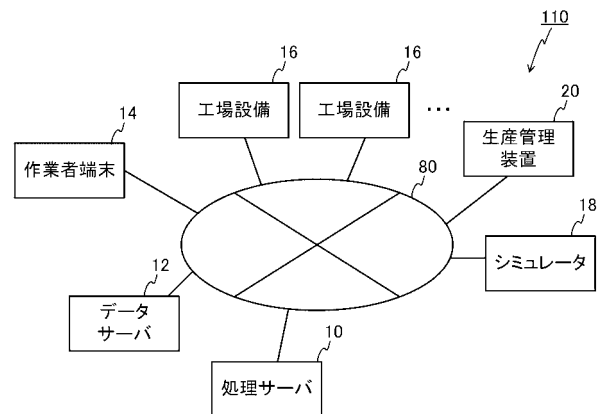 110
16
16
工場設備
工場設備
…
20
14
生産管理
装置
作業者端末
80
18
シミュレータ
12
データ
サーバ
10
処理サーバ